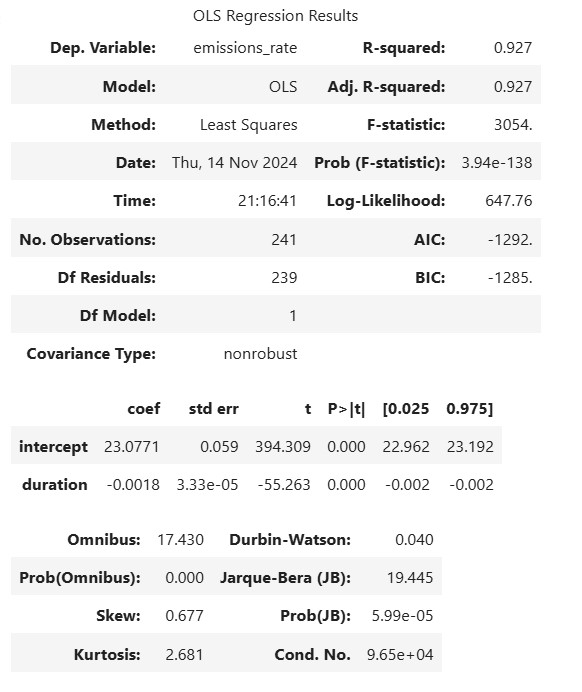 OLS Regression Results
Dep. Variable: emissions_rate R-squared: 0.927
Model: OLS Adj. R-squared: 0.927
Method: Least Squares F-statistic: 3054.
Date: Thu, 14 Nov 2024 Prob (F-statistic): 3.94e-138
Time: 21:16:41 Log-Likelihood: 647.76
No. Observations: 241 AIC: -1292.
Df Residuals: 239 BIC: -1285.
Df Model: 1
Covariance Type: nonrobust
coef std err t P>|t| [0.025 0.975]
intercept 23.0771 0.059 394.309 0.000 22.962 23.192
duration -0.0018 3.33e-05 -55.263 0.000 -0.002 -0.002
Omnibus: 17.430 Durbin-Watson: 0.040
Prob(Omnibus): 0.000 Jarque-Bera (JB): 19.445
Skew: 0.677 Prob(JB): 5.99e-05
Kurtosis: 2.681 Cond. No. 9.65e+04